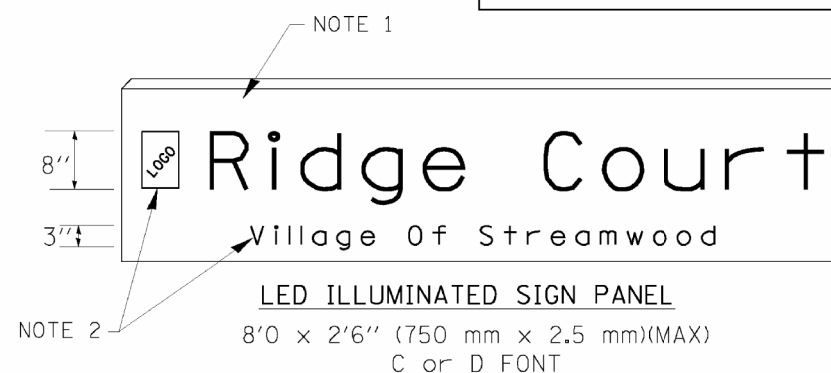 NOTE 1
8''
LOGO
Ridge Court
3''
Village Of Streamwood
LED ILLUMINATED SIGN PANEL
NOTE 2
8'0 x 2'6'' (750 mm x 2.5 mm)(MAX)
C or D FONT